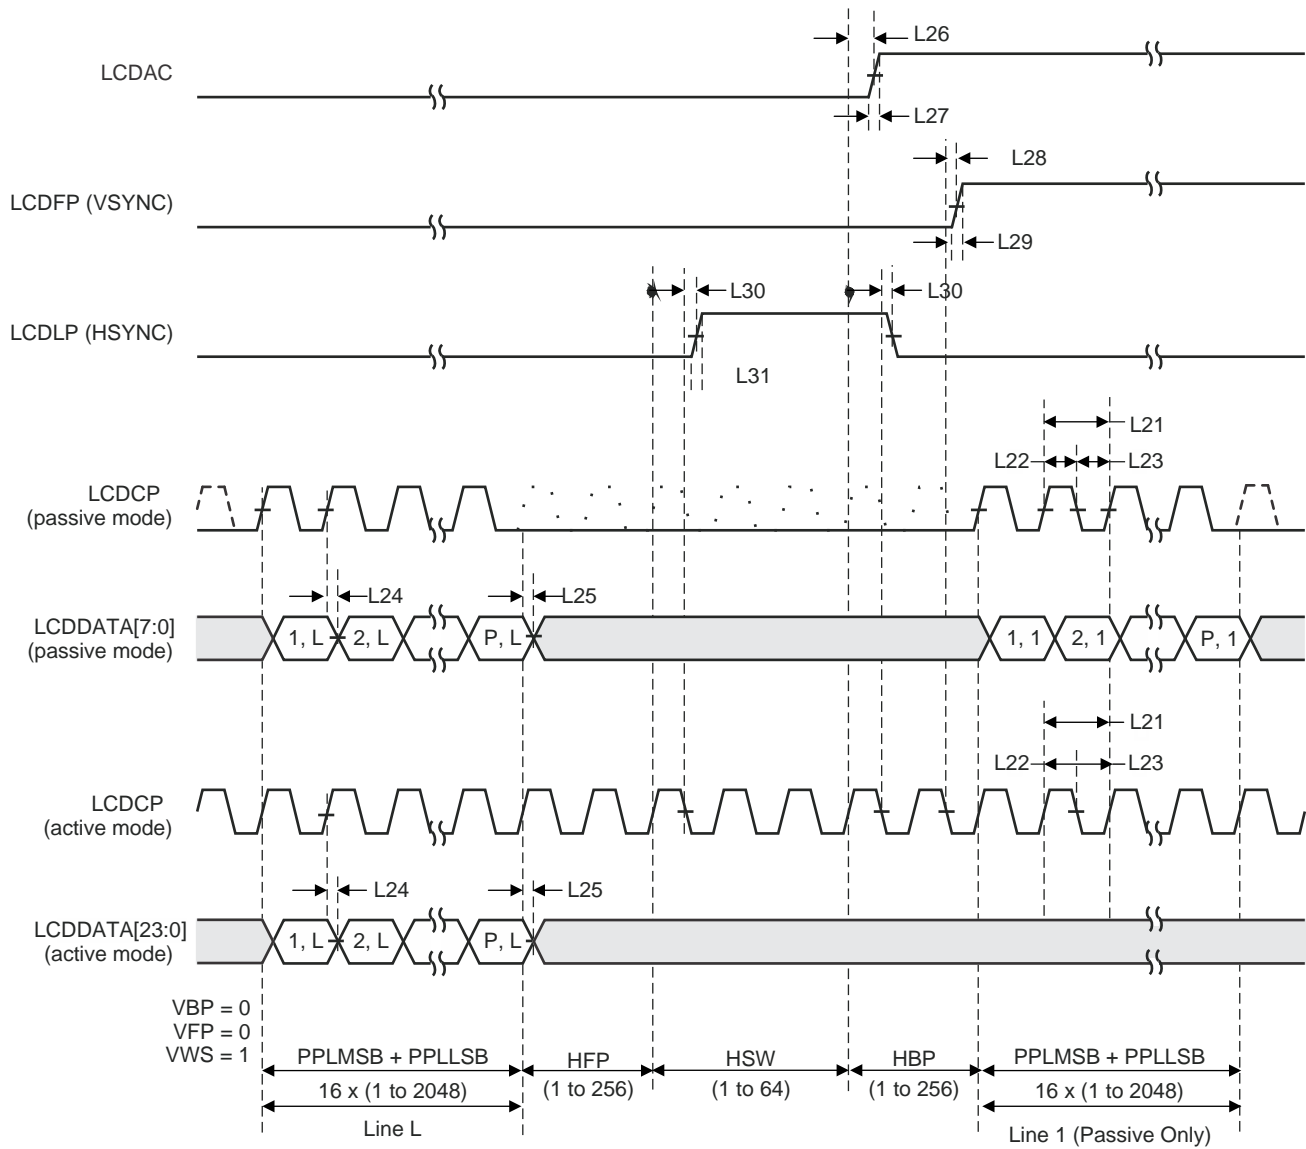 L26
LCDAC
L27
L28
LCDFP (VSYNC)
L29
L30
L30
LCDLP (HSYNC)
L31
L21
L22
L23
LCDCP
(passive mode)
L24
L25
LCDDATA[7:0]
(passive mode)
1, L
2, L
P, L
1, 1
2, 1
P, 1
L21
L22
L23
LCDCP
(active mode)
L24
L25
LCDDATA[23:0]
(active mode)
1, L
2, L
P, L
VBP = 0
VFP = 0
VWS = 1
PPLMSB + PPLLSB
HFP
HSW
HBP
PPLMSB + PPLLSB
16 x (1 to 2048)
(1 to 256)
(1 to 64)
(1 to 256)
16 x (1 to 2048)
Line L
Line 1 (Passive Only)